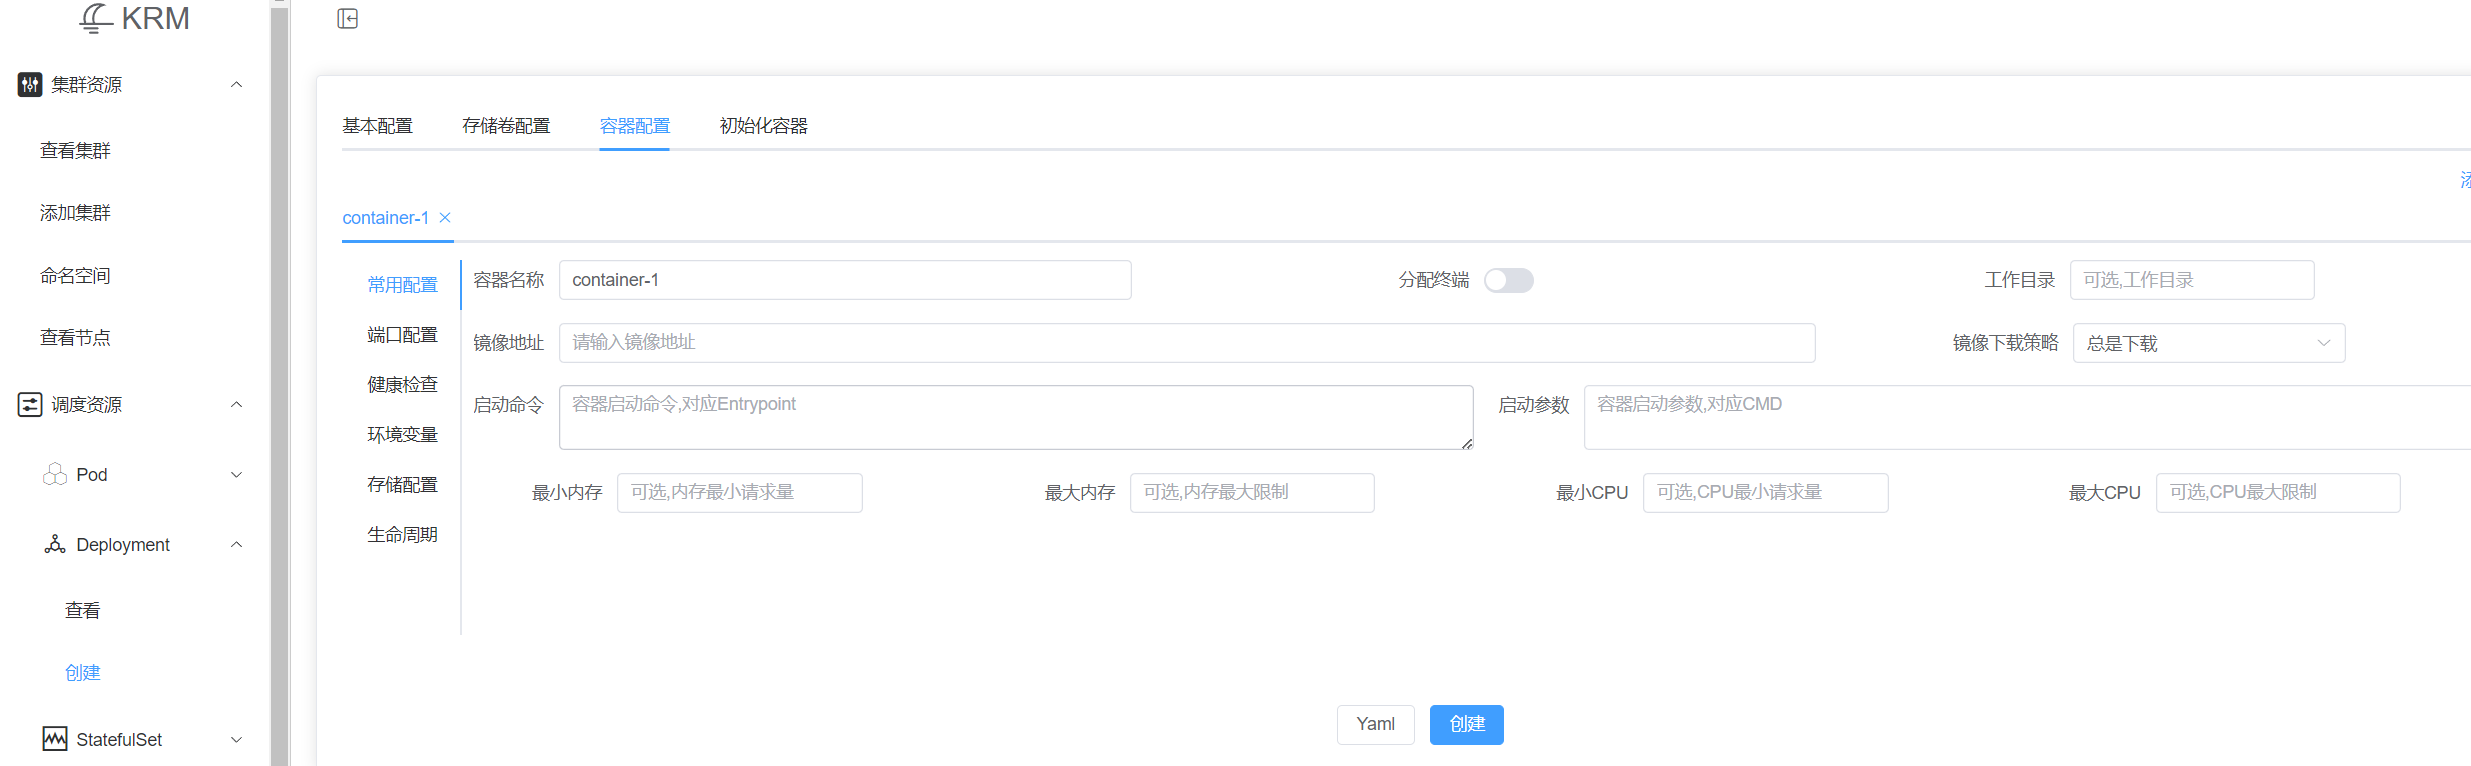 KRM
集群资源
查看集群
添加集群
命名空间
查看节点
调度资源
Pod
Deployment
查看
创建
StatefulSet
基本配置 存储卷配置 容器配置 初始化容器
container-1
常用配置
端口配置
健康检查
环境变量
存储配置
生命周期
容器名称 container-1 分配终端 工作目录 可选,工作目录
镜像地址 请输入镜像地址 镜像下载策略 总是下载
启动命令 容器启动命令,对应Entrypoint 启动参数 容器启动参数,对应CMD
最小内存 可选,内存最小请求量 最大内存 可选,内存最大限制 最小CPU 可选,CPU最小请求量 最大CPU 可选,CPU最大限制
Yaml 创建